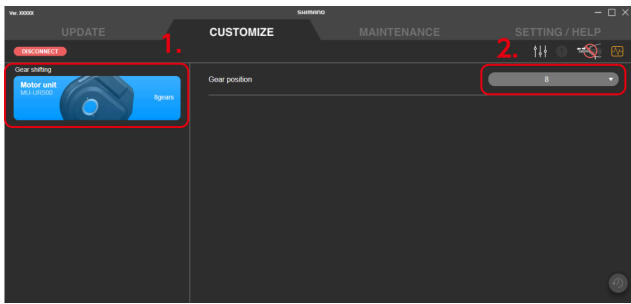 Ver. XXXXX
SHIMANO
UPDATE
CUSTOMIZE
MAINTENANCE
SETTING / HELP
DISCONNECT
1.
2.
Gear shifting
Motor unit
MU-UR500
8gears
Gear position
8